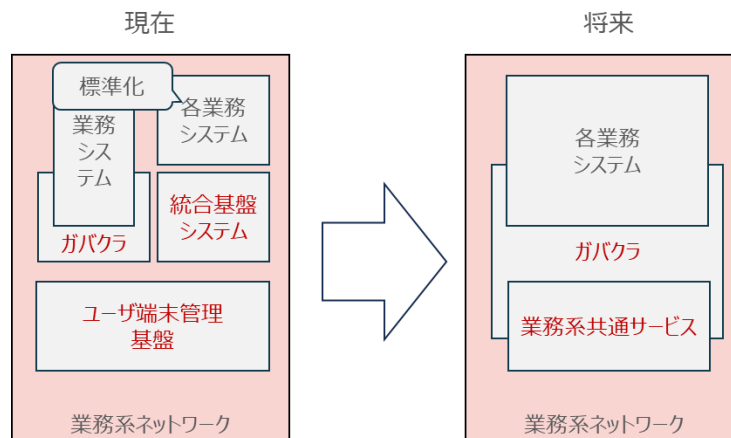 現在
標準化
業務
シス
テム
各業務
システム
ガバクラ
統合基盤
システム
ユーザ端末管理
基盤
業務系ネットワーク
将来
各業務
システム
ガバクラ
業務系共通サービス
業務系ネットワーク